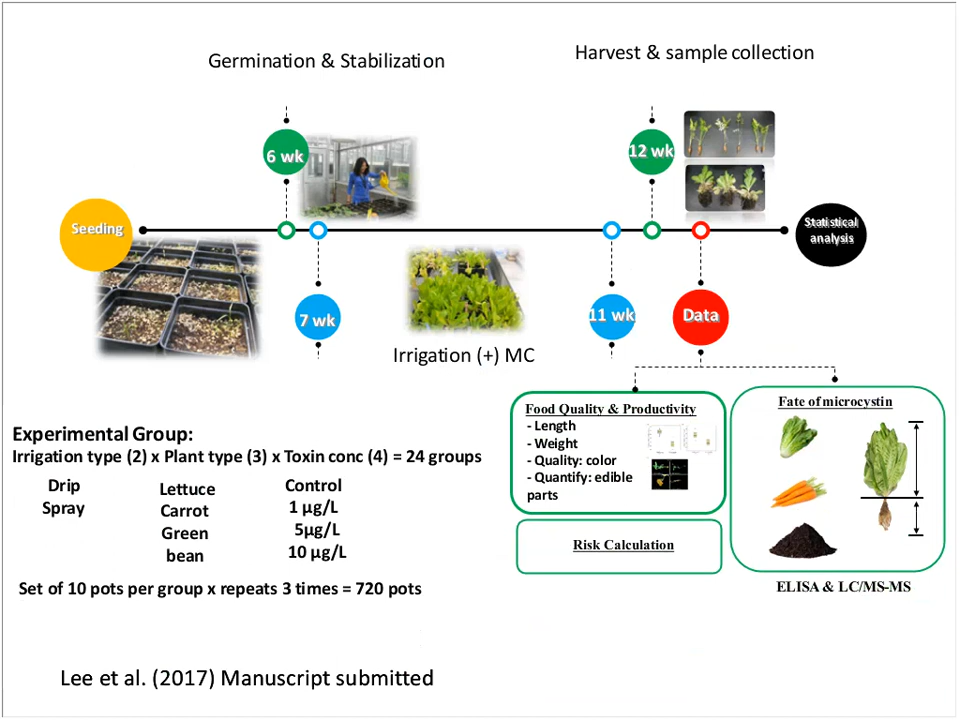 Germination & Stabilization
Harvest & sample collection
6 wk
12 wk
Seeding
Statistical
analysis
7 wk
11 wk
Data
Irrigation (+) MC
Experimental Group:
Irrigation type (2) x Plant type (3) x Toxin conc (4) = 24 groups
Drip
Spray
Lettuce
Carrot
Green
bean
Control
1 µg/L
5µg/L
10 µg/L
Set of 10 pots per group x repeats 3 times = 720 pots
Food Quality & Productivity
- Length
- Weight
- Quality: color
- Quantify: edible
parts
Risk Calculation
Fate of microcystin
ELISA & LC/MS-MS
Lee et al. (2017) Manuscript submitted